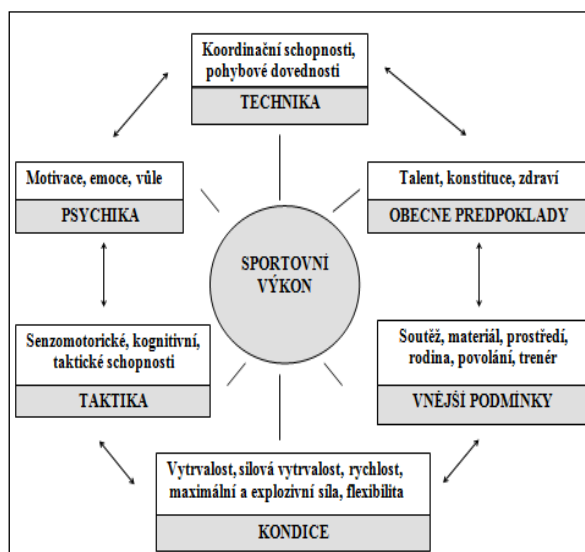 Koordinační schopnosti,
pohybové dovednosti
TECHNIKA
Motivace, emoce, vůle
PSYCHIKA
Talent, konstituce, zdraví
OBECNE PREDPOKLADY
SPORTOVNÍ
VÝKON
Senzomotorické, kognitivní,
taktické schopnosti
TAKTIKA
Soutěž, materiál, prostředí,
rodina, povolání, trenér
VNĚJŠÍ PODMÍNKY
Vytrvalost, silová vytrvalost, rychlost,
maximální a explozivní síla, flexibilita
KONDICE